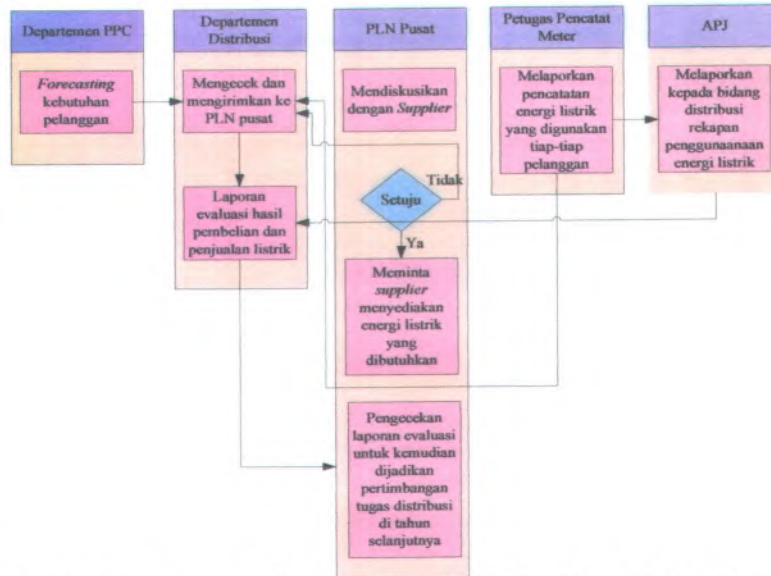 Departemen PPC
Forecasting
kebutuhan
pelanggan
Departemen
Distribusi
Mengecek dan
mengirimkan ke
PLN pusat
Laporan
evaluasi hasil
pembelian dan
penjualan listrik
PLN Pusat
Mendiskusikan
dengan Supplier
Setuju
Tidak
Ya
Meminta
supplier
menyediakan
energi listrik
yang
dibutuhkan
Pengecekan
laporan evaluasi
untuk kemudian
dijadikan
pertimbangan
tugas distribusi
di tahun
selanjutnya
Petugas Pencatat
Meter
Melaporkan
pencatatan
energi listrik
yang digunakan
tiap-tiap
pelanggan
APJ
Melaporkan
kepada bidang
distribusi
rekapan
penggunaanaan
energi listrik